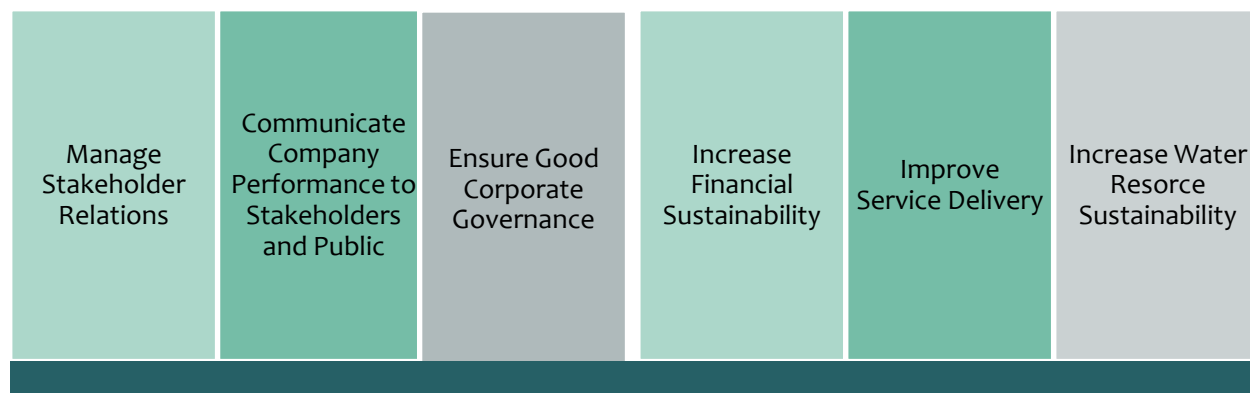 Manage
Stakeholder
Relations
Communicate
Company
Performance to
Stakeholders
and Public
Ensure Good
Corporate
Governance
Increase
Financial
Sustainability
Improve
Service Delivery
Increase Water
Resorce
Sustainability